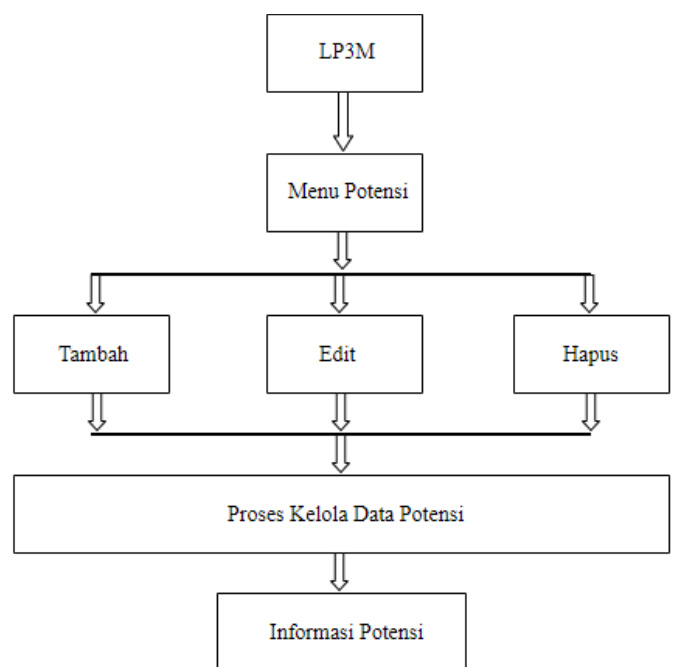 LP3M
Menu Potensi
Tambah
Edit
Hapus
Proses Kelola Data Potensi
Informasi Potensi